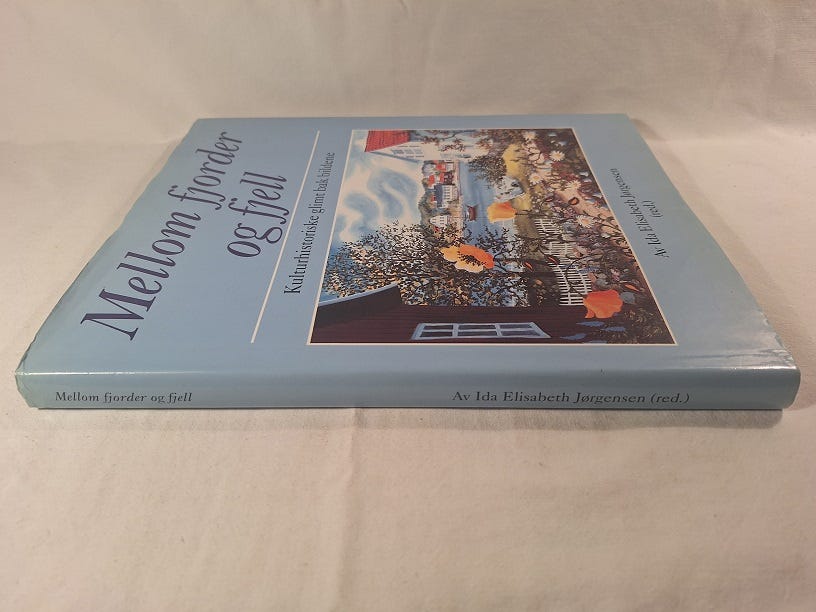 Mellom fjorder
og fjell
Kulturhistoriske glimt bak bildene
Av Ida Elisabeth Jørgensen
(red.)
Mellom fjorder og fjell
Av Ida Elisabeth Jørgensen (red.)